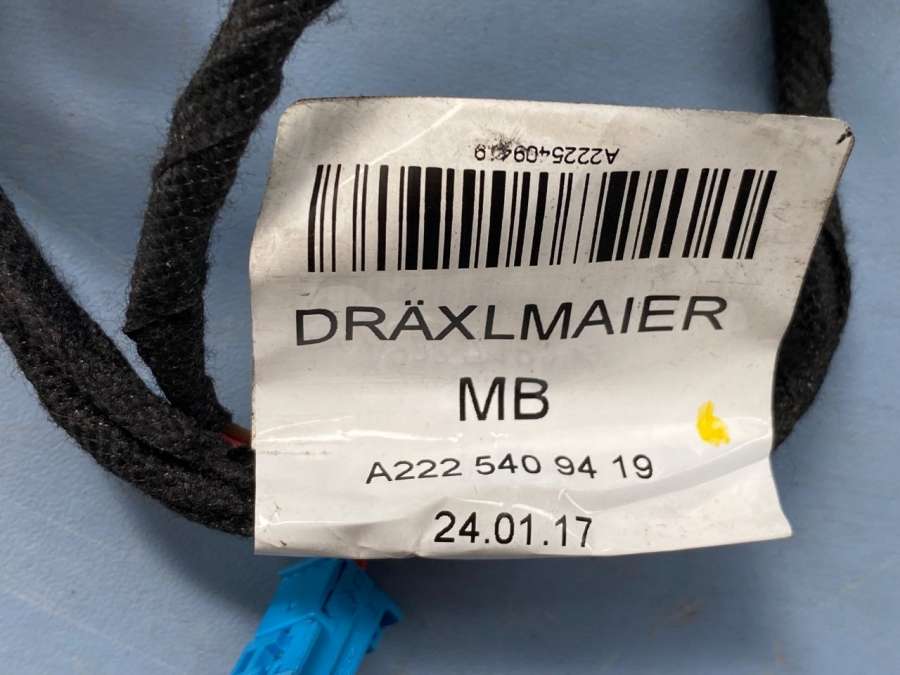 A2225409419
DRÄXLMAIER
MB
A222 540 94 19
24.01.17